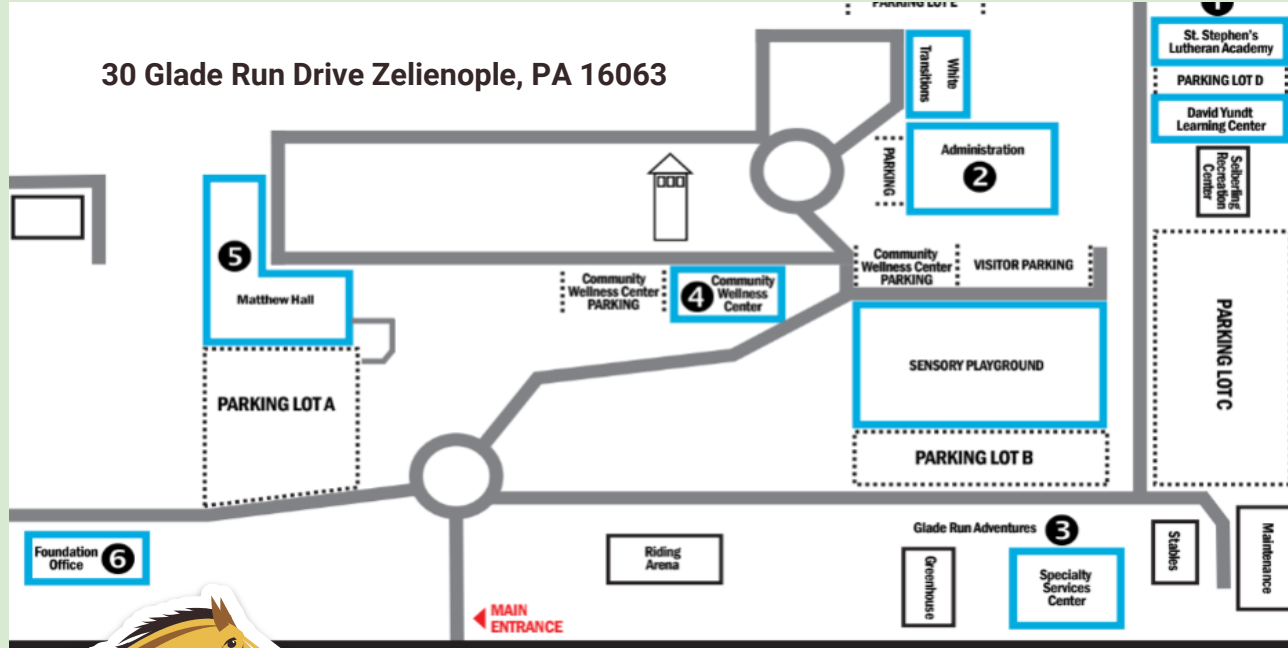 PARKING LOT E
1
St. Stephen's
Lutheran Academy
30 Glade Run Drive Zelienople, PA 16063
White
Transitions
PARKING LOT D
David Yundt
Learning Center
Administration
2
PARKING
Seiberling
Recreation
Center
5
Matthew Hall
Community
Wellness Center
PARKING
4
Community
Wellness
Center
Community
Wellness Center
PARKING
VISITOR PARKING
PARKING LOT C
SENSORY PLAYGROUND
PARKING LOT A
PARKING LOT B
Glade Run Adventures 3
Foundation
Office
6
Riding
Arena
Greenhouse
Specialty
Services
Center
Stables
Maintenance
MAIN
ENTRANCE